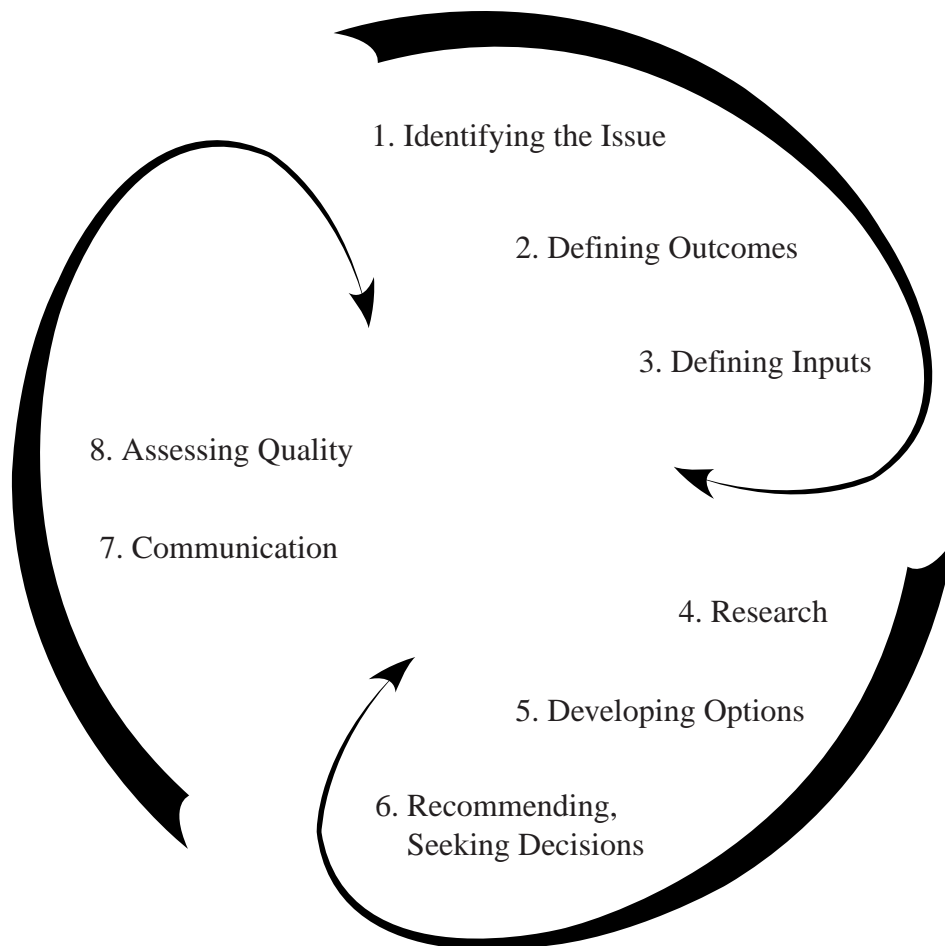 1. Identifying the Issue
2. Defining Outcomes
3. Defining Inputs
4. Research
5. Developing Options
6. Recommending,
Seeking Decisions
7. Communication
8. Assessing Quality